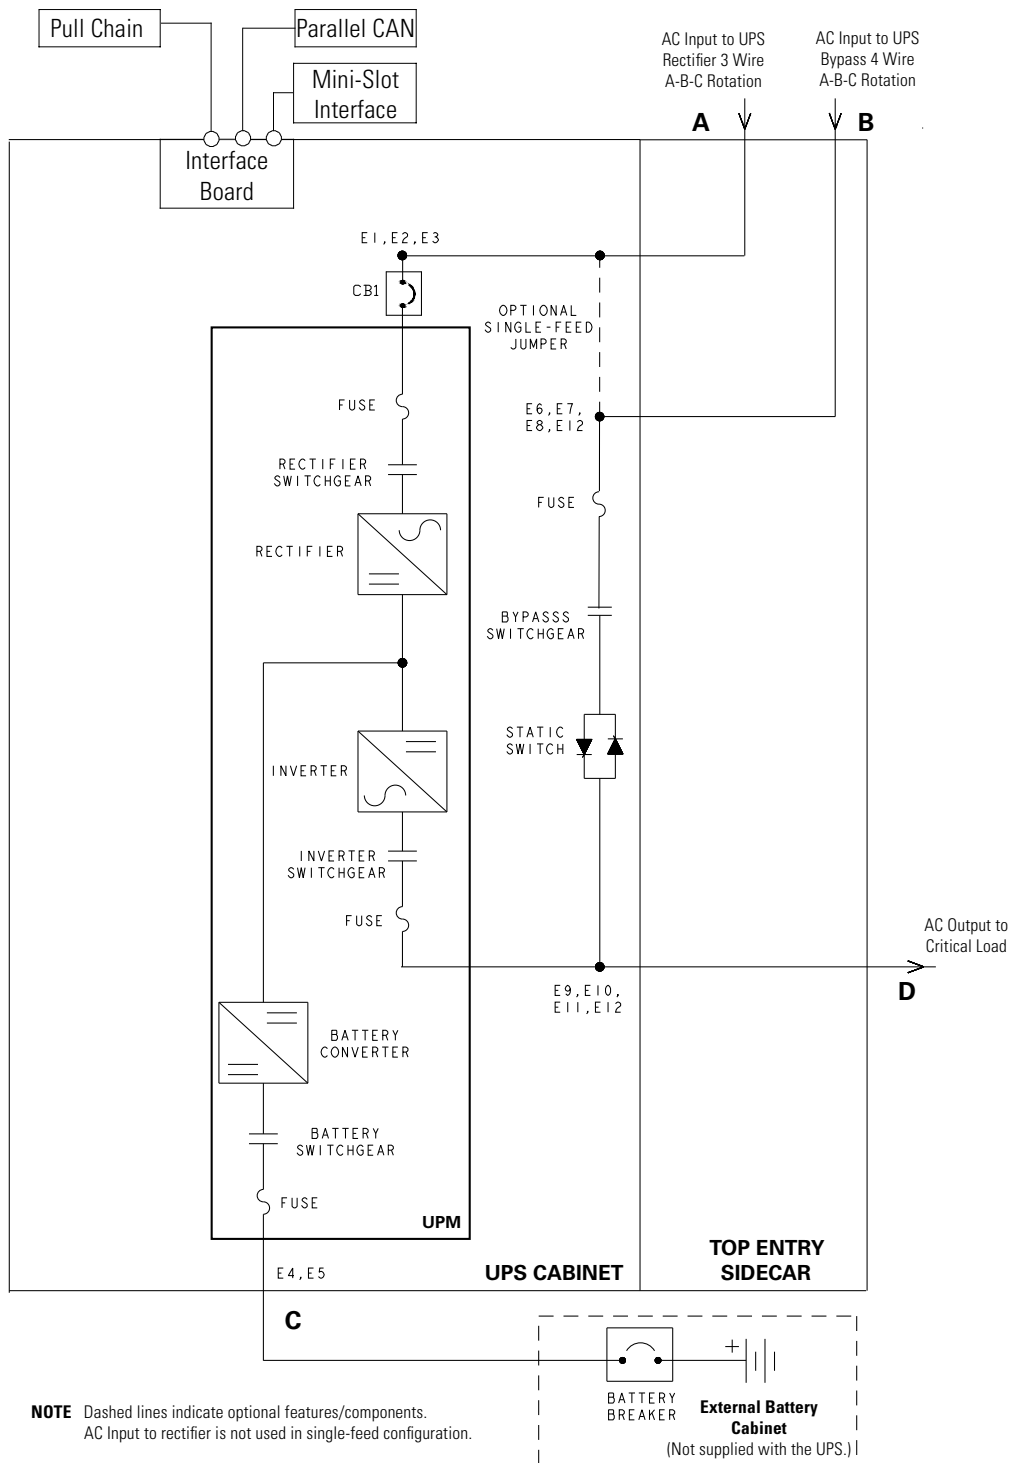 Pull Chain
Parallel CAN
Mini-Slot
Interface
Interface
Board
AC Input to UPS
Rectifier 3 Wire
A-B-C Rotation
AC Input to UPS
Bypass 4 Wire
A-B-C Rotation
A
B
E1,E2,E3
CB1
OPTIONAL
SINGLE-FEED
JUMPER
FUSE
E6,E7,
E8,E12
RECTIFIER
SWITCHGEAR
FUSE
RECTIFIER
BYPASSS
SWITCHGEAR
STATIC
SWITCH
INVERTER
INVERTER
SWITCHGEAR
FUSE
AC Output to
Critical Load
D
E9,E10,
E11,E12
BATTERY
CONVERTER
BATTERY
SWITCHGEAR
FUSE
UPM
E4,E5
UPS CABINET
TOP ENTRY
SIDECAR
C
+
BATTERY
BREAKER
External Battery
Cabinet
(Not supplied with the UPS.)
NOTE Dashed lines indicate optional features/components.
AC Input to rectifier is not used in single-feed configuration.